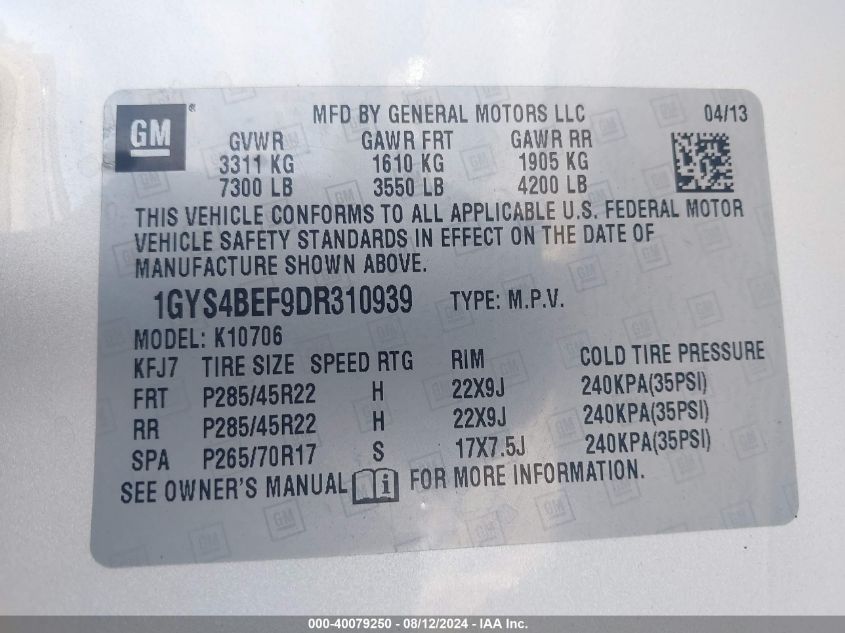 GM ® MFD BY GENERAL MOTORS LLC 04/13
GVWR GAWR FRT GAWR RR
3311 KG 1610 KG 1905 KG
7300 LB 3550 LB 4200 LB
THIS VEHICLE CONFORMS TO ALL APPLICABLE U.S. FEDERAL MOTOR
VEHICLE SAFETY STANDARDS IN EFFECT ON THE DATE OF
MANUFACTURE SHOWN ABOVE.
1GYS4BEF9DR310939 TYPE: M.P.V.
MODEL: K10706
KFJ7 TIRE SIZE SPEED RTG RIM COLD TIRE PRESSURE
FRT P285/45R22 H 22X9J 240KPA(35PSI)
RR P285/45R22 H 22X9J 240KPA(35PSI)
SPA P265/70R17 S 17X7.5J 240KPA(35PSI)
SEE OWNER'S MANUAL i FOR MORE INFORMATION.
000-40079250 - 08/12/2024 - IAA Inc.